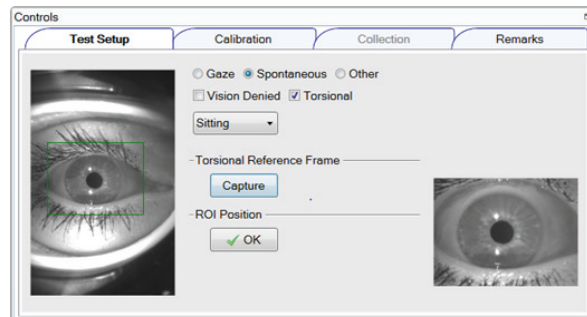 Controls
Test Setup
Calibration
Collection
Remarks
Gaze Spontaneous Other
Vision Denied Torsional
Sitting
Torsional Reference Frame
Capture
ROI Position
OK